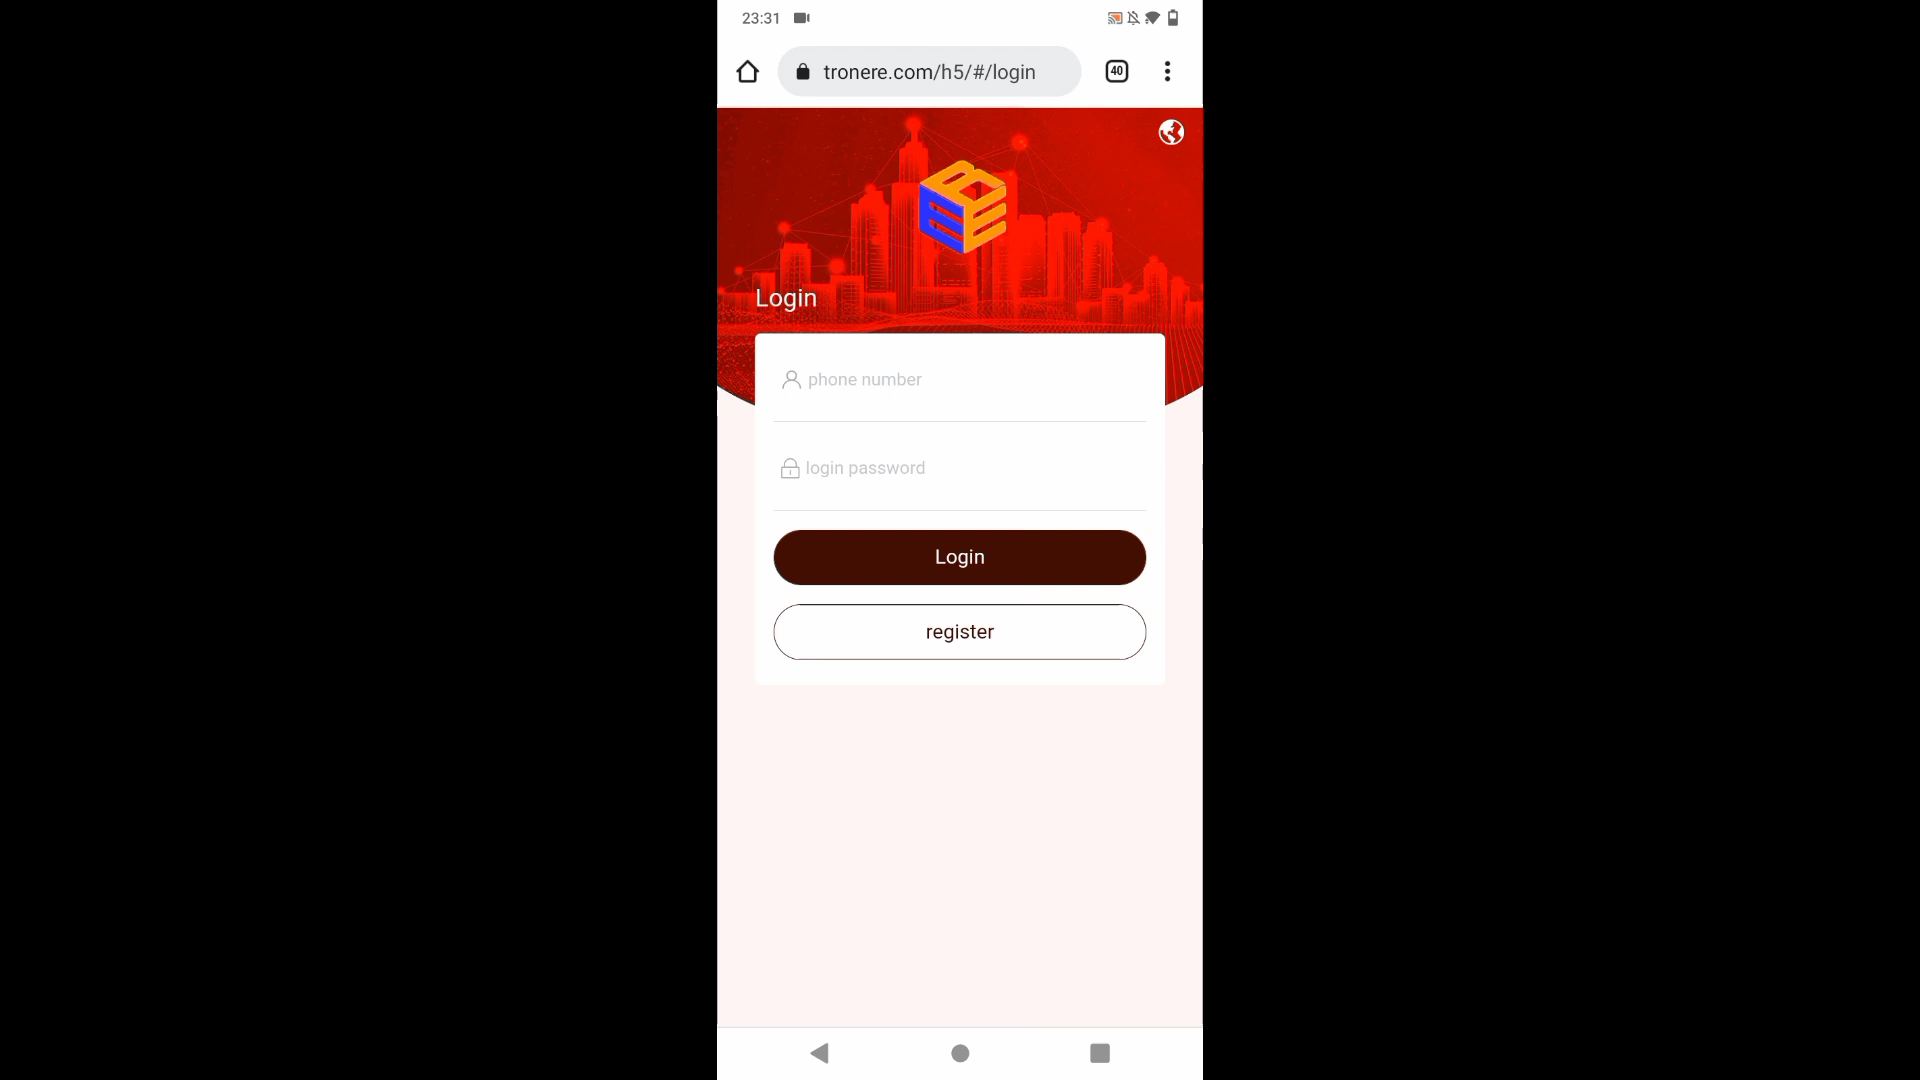 23:31
tronere.com/h5/#/login
40
Login
phone number
login password
Login
register